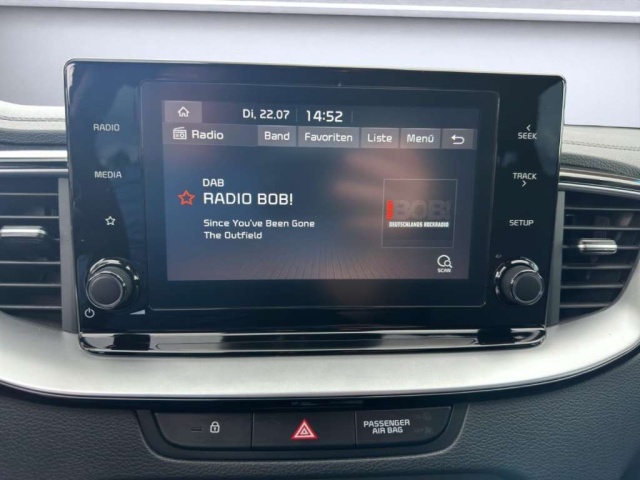 Di, 22.07 14:52
RADIO
Radio Band Favoriten Liste Menü
SEEK
MEDIA
DAB
RADIO BOB!
TRACK
Since You've Been Gone
The Outfield
BOB!
DEUTSCHLANDS ROCKRADIO
SETUP
SCAN
PASSENGER
AIR BAG